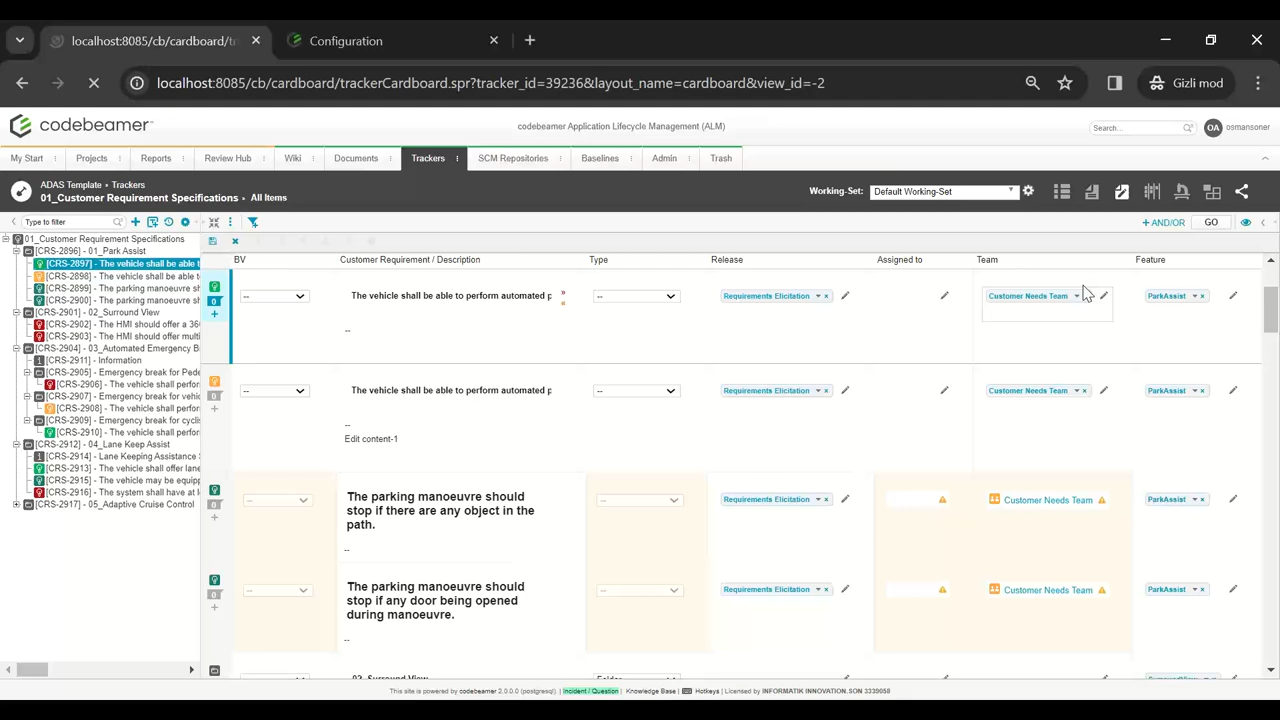 localhost:8085/cb/cardboard/tr
Configuration
localhost:8085/cb/cardboard/trackerCardboard.spr?tracker_id=39236&layout_name=cardboard&view_id=-2
Gizli mod
codebeamer
codebeamer Application Lifecycle Management (ALM)
Search...
OA
osmansoner
My Start
Projects
Reports
Review Hub
Wiki
Documents
Trackers
SCM Repositories
Baselines
Admin
Trash
ADAS Template • Trackers
01_Customer Requirement Specifications • All Items
Working-Set:
Default Working-Set
Type to filter
+ AND/OR
GO
01_Customer Requirement Specifications
[CRS-2896] - 01_Park Assist
[CRS-2897] - The vehicle shall be able t
[CRS-2898] - The vehicle shall be able t
[CRS-2899] - The parking manoeuvre sh
[CRS-2900] - The parking manoeuvre sh
[CRS-2901] - 02_Surround View
[CRS-2902] - The HMI should offer a 36
[CRS-2903] - The HMI should offer mult
[CRS-2904] - 03_Automated Emergency B
[CRS-2911] - Information
[CRS-2905] - Emergency break for Pede
[CRS-2906] - The vehicle shall perfor
[CRS-2907] - Emergency break for vehic
[CRS-2908] - The vehicle shall perfor
[CRS-2909] - Emergency break for cyclis
[CRS-2910] - The vehicle shall perfor
[CRS-2912] - 04_Lane Keep Assist
[CRS-2914] - Lane Keeping Assistance S
[CRS-2913] - The vehicle shall offer lane
[CRS-2915] - The vehicle may be equipp
[CRS-2916] - The system shall have at l
[CRS-2917] - 05_Adaptive Cruise Control
BV
Customer Requirement / Description
Type
Release
Assigned to
Team
Feature
0
--
The vehicle shall be able to perform automated p
--
Requirements Elicitation
Customer Needs Team
ParkAssist
--
0
--
The vehicle shall be able to perform automated p
--
Requirements Elicitation
Customer Needs Team
ParkAssist
--
Edit content-1
0
--
The parking manoeuvre should
stop if there are any object in the
path.
--
Requirements Elicitation
Customer Needs Team
ParkAssist
--
0
--
The parking manoeuvre should
stop if any door being opened
during manoeuvre.
--
Requirements Elicitation
Customer Needs Team
ParkAssist
--
This site is powered by codebeamer 2.0.0.0 (postgresql). | Incident / Question | Knowledge Base | Hotkeys | Licensed by INFORMATIK INNOVATION.SON 3339058